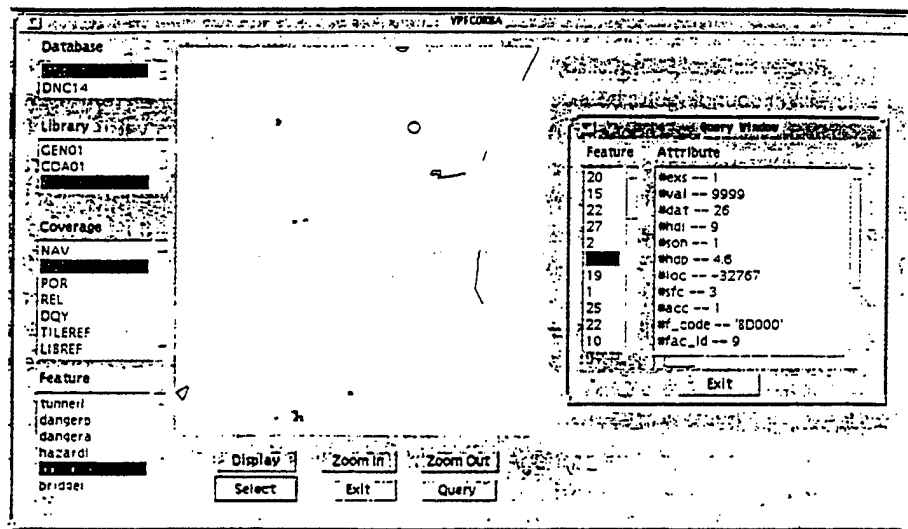 VPFCORBA
Database
DNC14
Library
GEN01
COA01
Coverage
NAV
POR
REL
DQY
TILEREF
LIBREF
Feature
tunnell
dangerp
dangera
hazardl
bridgel
Display Zoom In Zoom Out
Select Exit Query
Query Window
Feature Attribute
20 #exs -- 1
15 #val -- 9999
22 #dat -- 26
27 #hdi -- 9
2 #soh -- 1
#hdp -- 4.6
19 #loc -- -32767
1 #sfc -- 3
25 #acc -- 1
22 #f_code -- 'BD000'
10 #fac_id -- 9
Exit